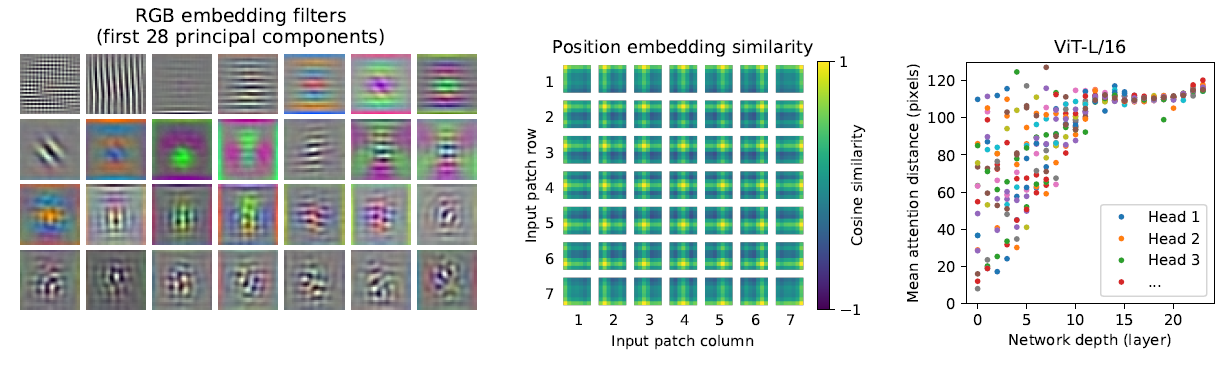 RGB embedding filters
(first 28 principal components)
Position embedding similarity
Input patch row
1
2
3
4
5
6
7
1 2 3 4 5 6 7
Input patch column
1
−1
Cosine similarity
ViT-L/16
Mean attention distance (pixels)
120
100
80
60
40
20
0
Head 1
Head 2
Head 3
...
0 5 10 15 20
Network depth (layer)